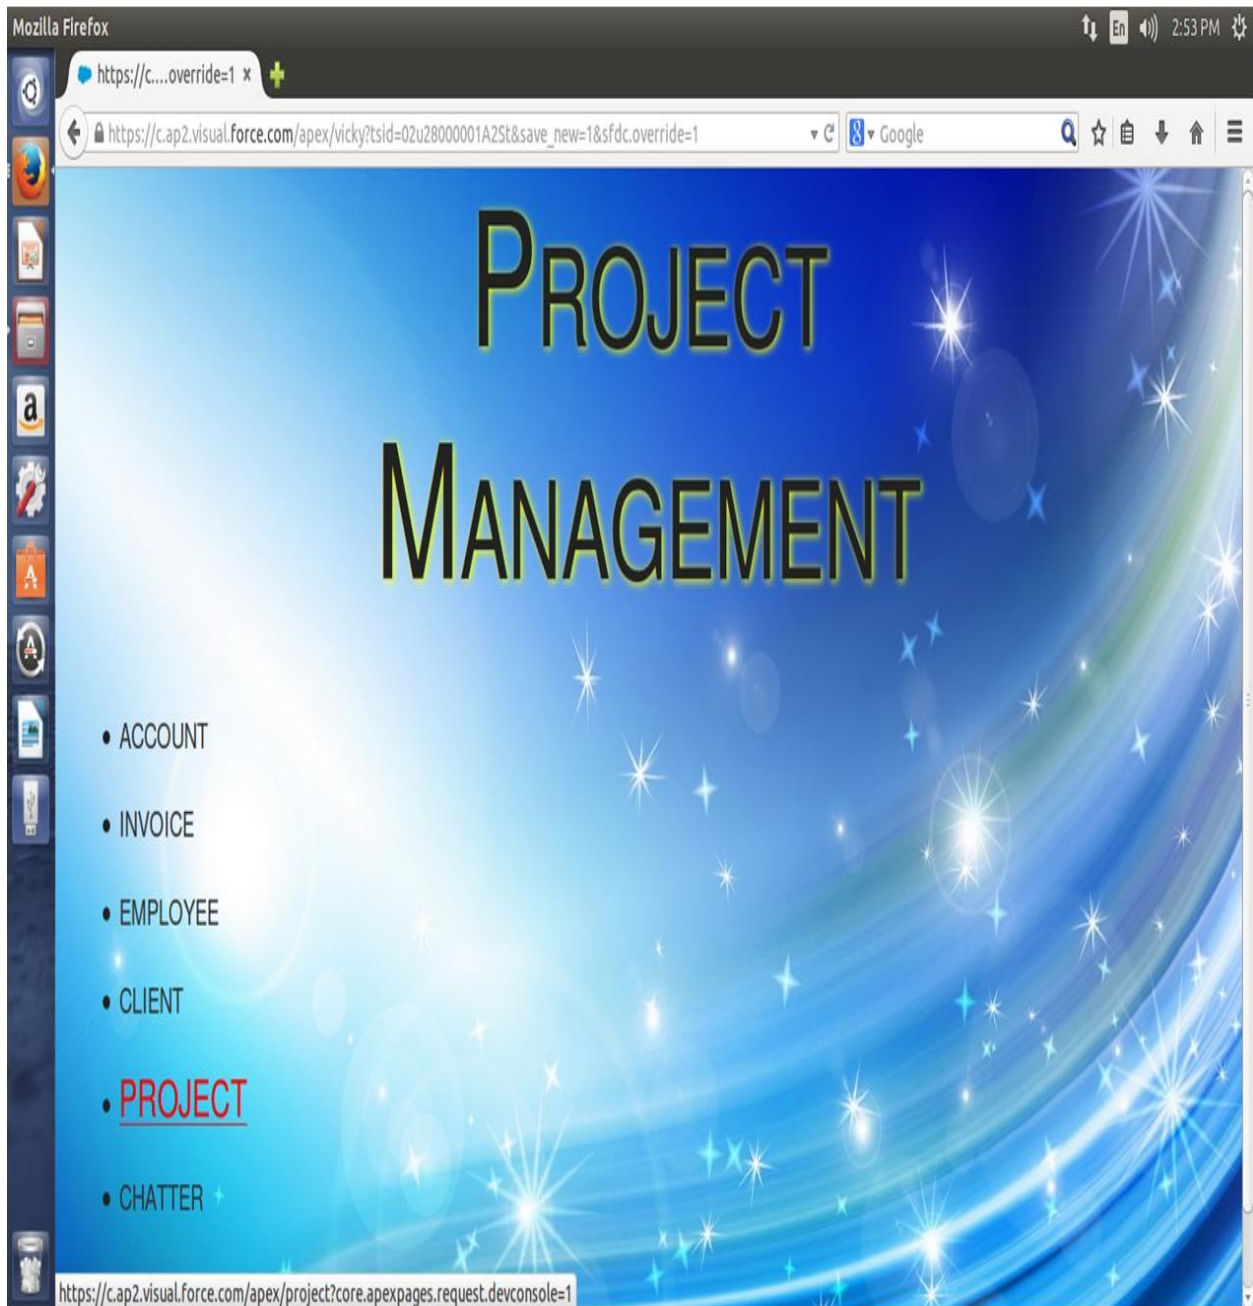 Mozilla Firefox
En 2:53 PM
https://c....override=1 ×
https://c.ap2.visual.force.com/apex/vicky?tsid=02u28000001A2St&save_new=1&sfdc.override=1
8 Google
PROJECT
MANAGEMENT
a
A
A
• ACCOUNT
• INVOICE
• EMPLOYEE
• CLIENT
• PROJECT
• CHATTER
https://c.ap2.visual.force.com/apex/project?core.apexpages.request.devconsole=1